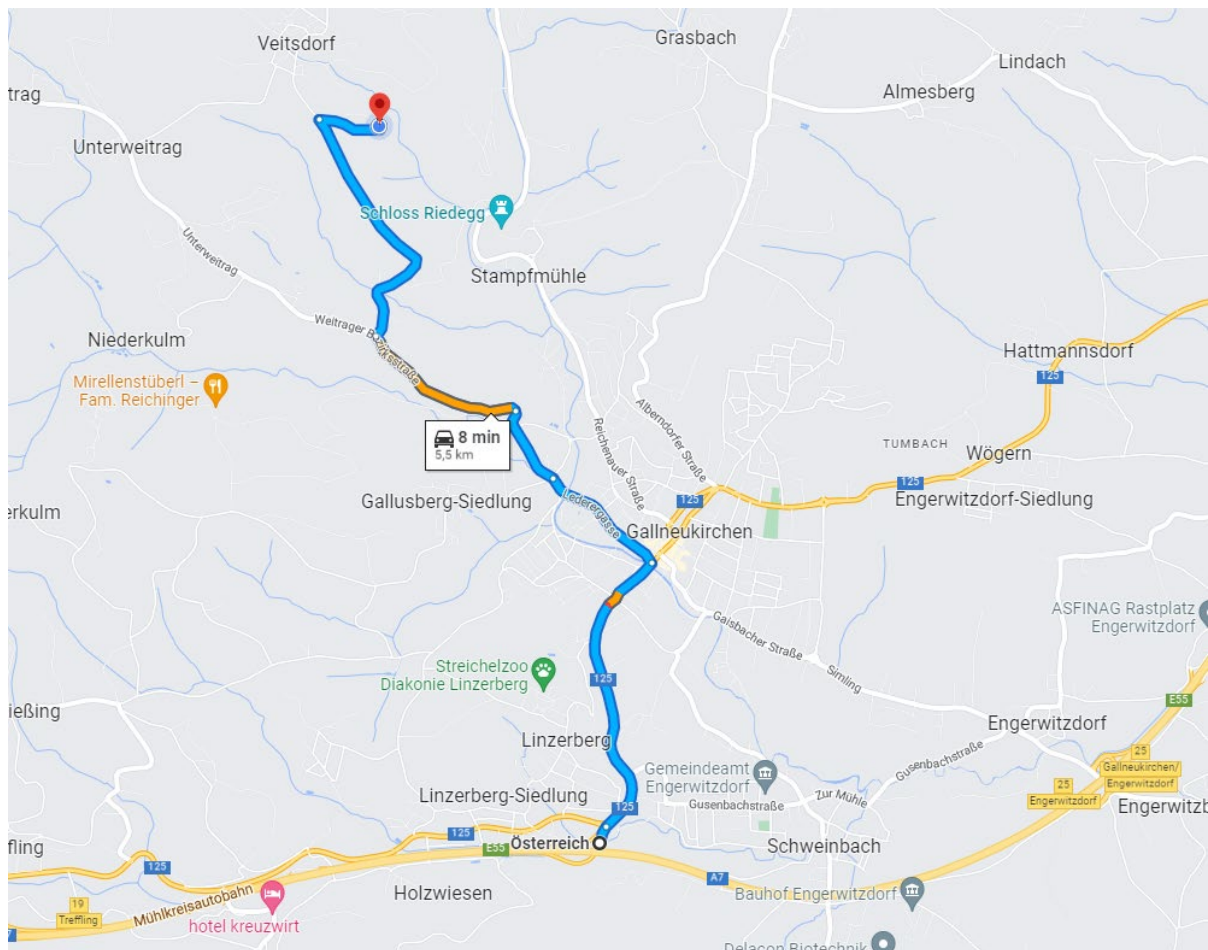 Veitsdorf
Grasbach
Lindach
Almesberg
trag
Unterweitrag
Schloss Riedegg
Unterweitrag
Stampfmühle
Weitrager Bezirksstraße
Niederkulm
Hattmannsdorf
125
Mirellenstüberl –
Fam. Reichinger
Alberndorfer Straße
Reichenauer Straße
8 min
5,5 km
TUMBACH
Wögern
125
125
Engerwitzdorf-Siedlung
Gallusberg-Siedlung
Lederergasse
erkulm
Gallneukirchen
ASFINAG Rastplatz
Engerwitzdorf
Gaisbacher Straße
Simling
Streichelzoo
Diakonie Linzerberg
125
E55
ießing
Engerwitzdorf
Linzerberg
Gusenbachstraße
25
Gallneukirchen/
Engerwitzdorf
Gemeindeamt
Engerwitzdorf
25
Engerwitzdorf
Linzerberg-Siedlung
Zur Mühle
Gusenbachstraße
125
Engerwitzb
125
Österreich
E55
fling
125
Schweinbach
A7
Holzwiesen
Bauhof Engerwitzdorf
Mühlkreisautobahn
19
Treffling
hotel kreuzwirt
7
Delacon Biotechnik